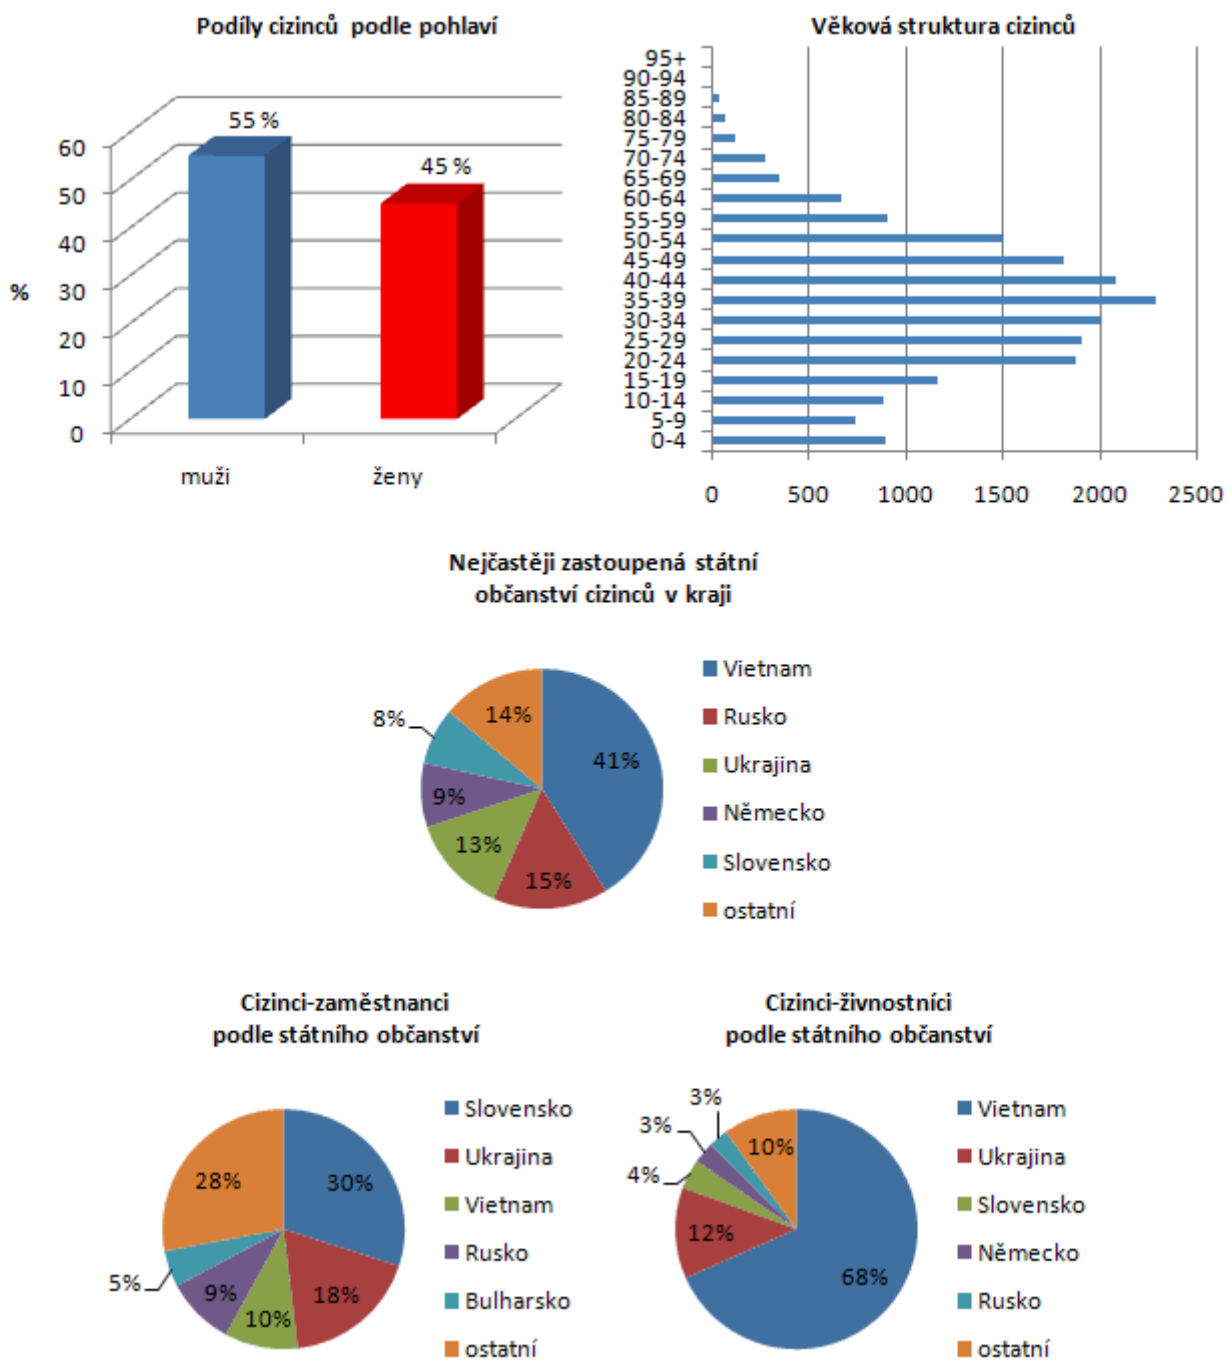 Podíly cizinců podle pohlaví
55 %
45 %
60
50
40
30
20
10
0
%
muži
ženy
Věková struktura cizinců
95+
90-94
85-89
80-84
75-79
70-74
65-69
60-64
55-59
50-54
45-49
40-44
35-39
30-34
25-29
20-24
15-19
10-14
5-9
0-4
0 500 1000 1500 2000 2500
Nejčastěji zastoupená státní
občanství cizinců v kraji
8%
14%
41%
9%
13%
15%
Vietnam
Rusko
Ukrajina
Německo
Slovensko
ostatní
Cizinci-zaměstnanci
podle státního občanství
28%
30%
5%
9%
10%
18%
Slovensko
Ukrajina
Vietnam
Rusko
Bulharsko
ostatní
Cizinci-živnostníci
podle státního občanství
3%
3%
4%
10%
12%
68%
Vietnam
Ukrajina
Slovensko
Německo
Rusko
ostatní